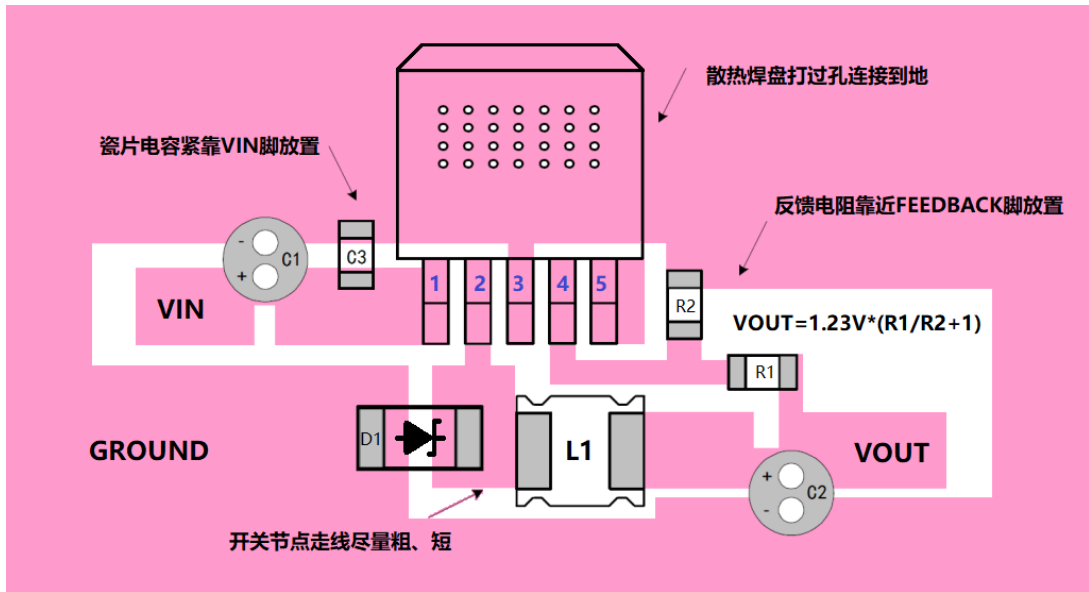 散热焊盘打过孔连接到地
瓷片电容紧靠VIN脚放置
反馈电阻靠近FEEDBACK脚放置
-
+
C1
C3
1
2
3
4
5
VIN
R2
VOUT=1.23V*(R1/R2+1)
R1
D1
L1
GROUND
VOUT
+
-
C2
开关节点走线尽量粗、短